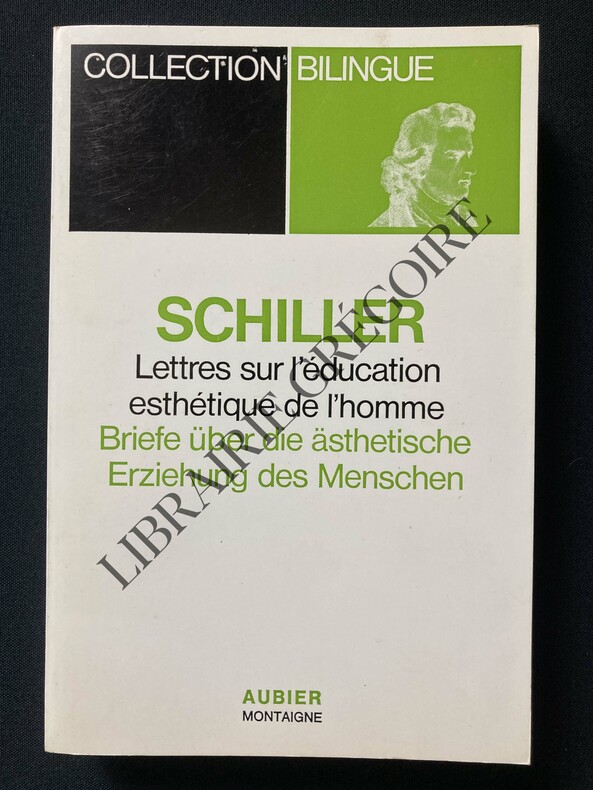 COLLECTION BILINGUE
SCHILLER
Lettres sur l'éducation
esthétique de l'homme
Briefe über die ästhetische
Erziehung des Menschen
LIBRAIRIE GRÉGOIRE
AUBIER
MONTAIGNE